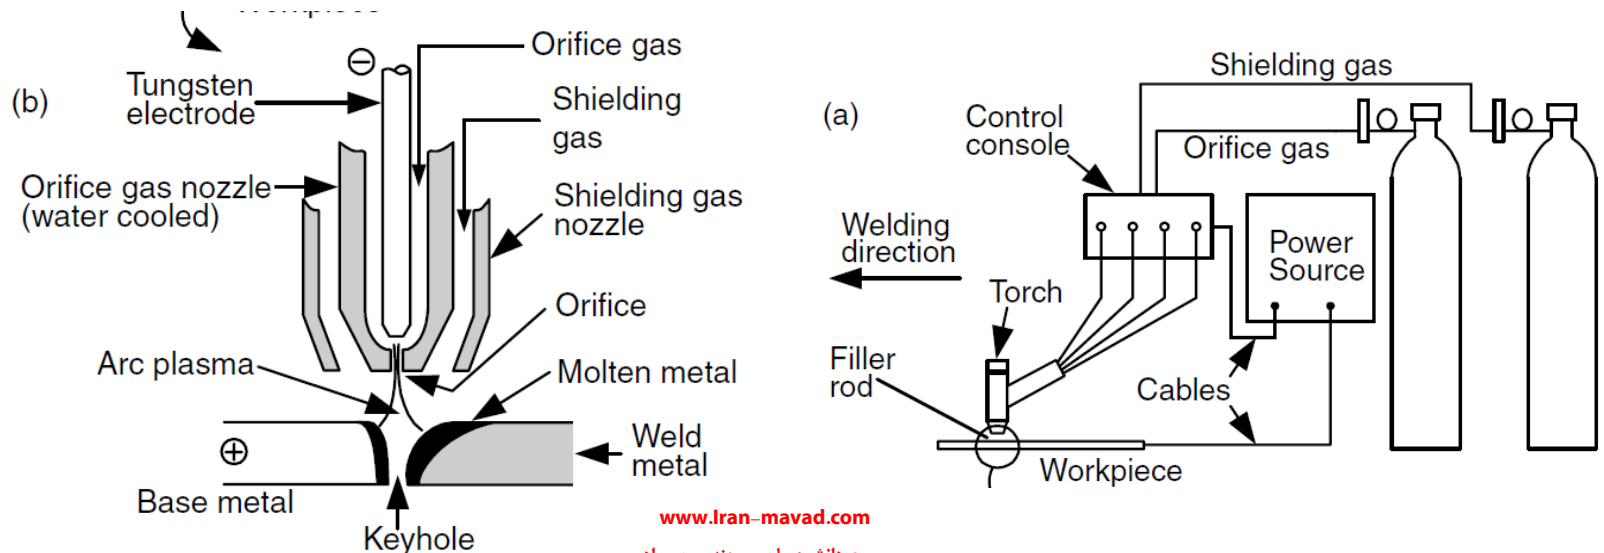 Workpiece
(b)
Tungsten
electrode
Orifice gas
Shielding
gas
Orifice gas nozzle
(water cooled)
Shielding gas
nozzle
Orifice
Arc plasma
Molten metal
Weld
metal
Base metal
Keyhole
(a)
Shielding gas
Control
console
Orifice gas
Welding
direction
Power
Source
Torch
Filler
rod
Cables
Workpiece
www.Iran-mavad.com